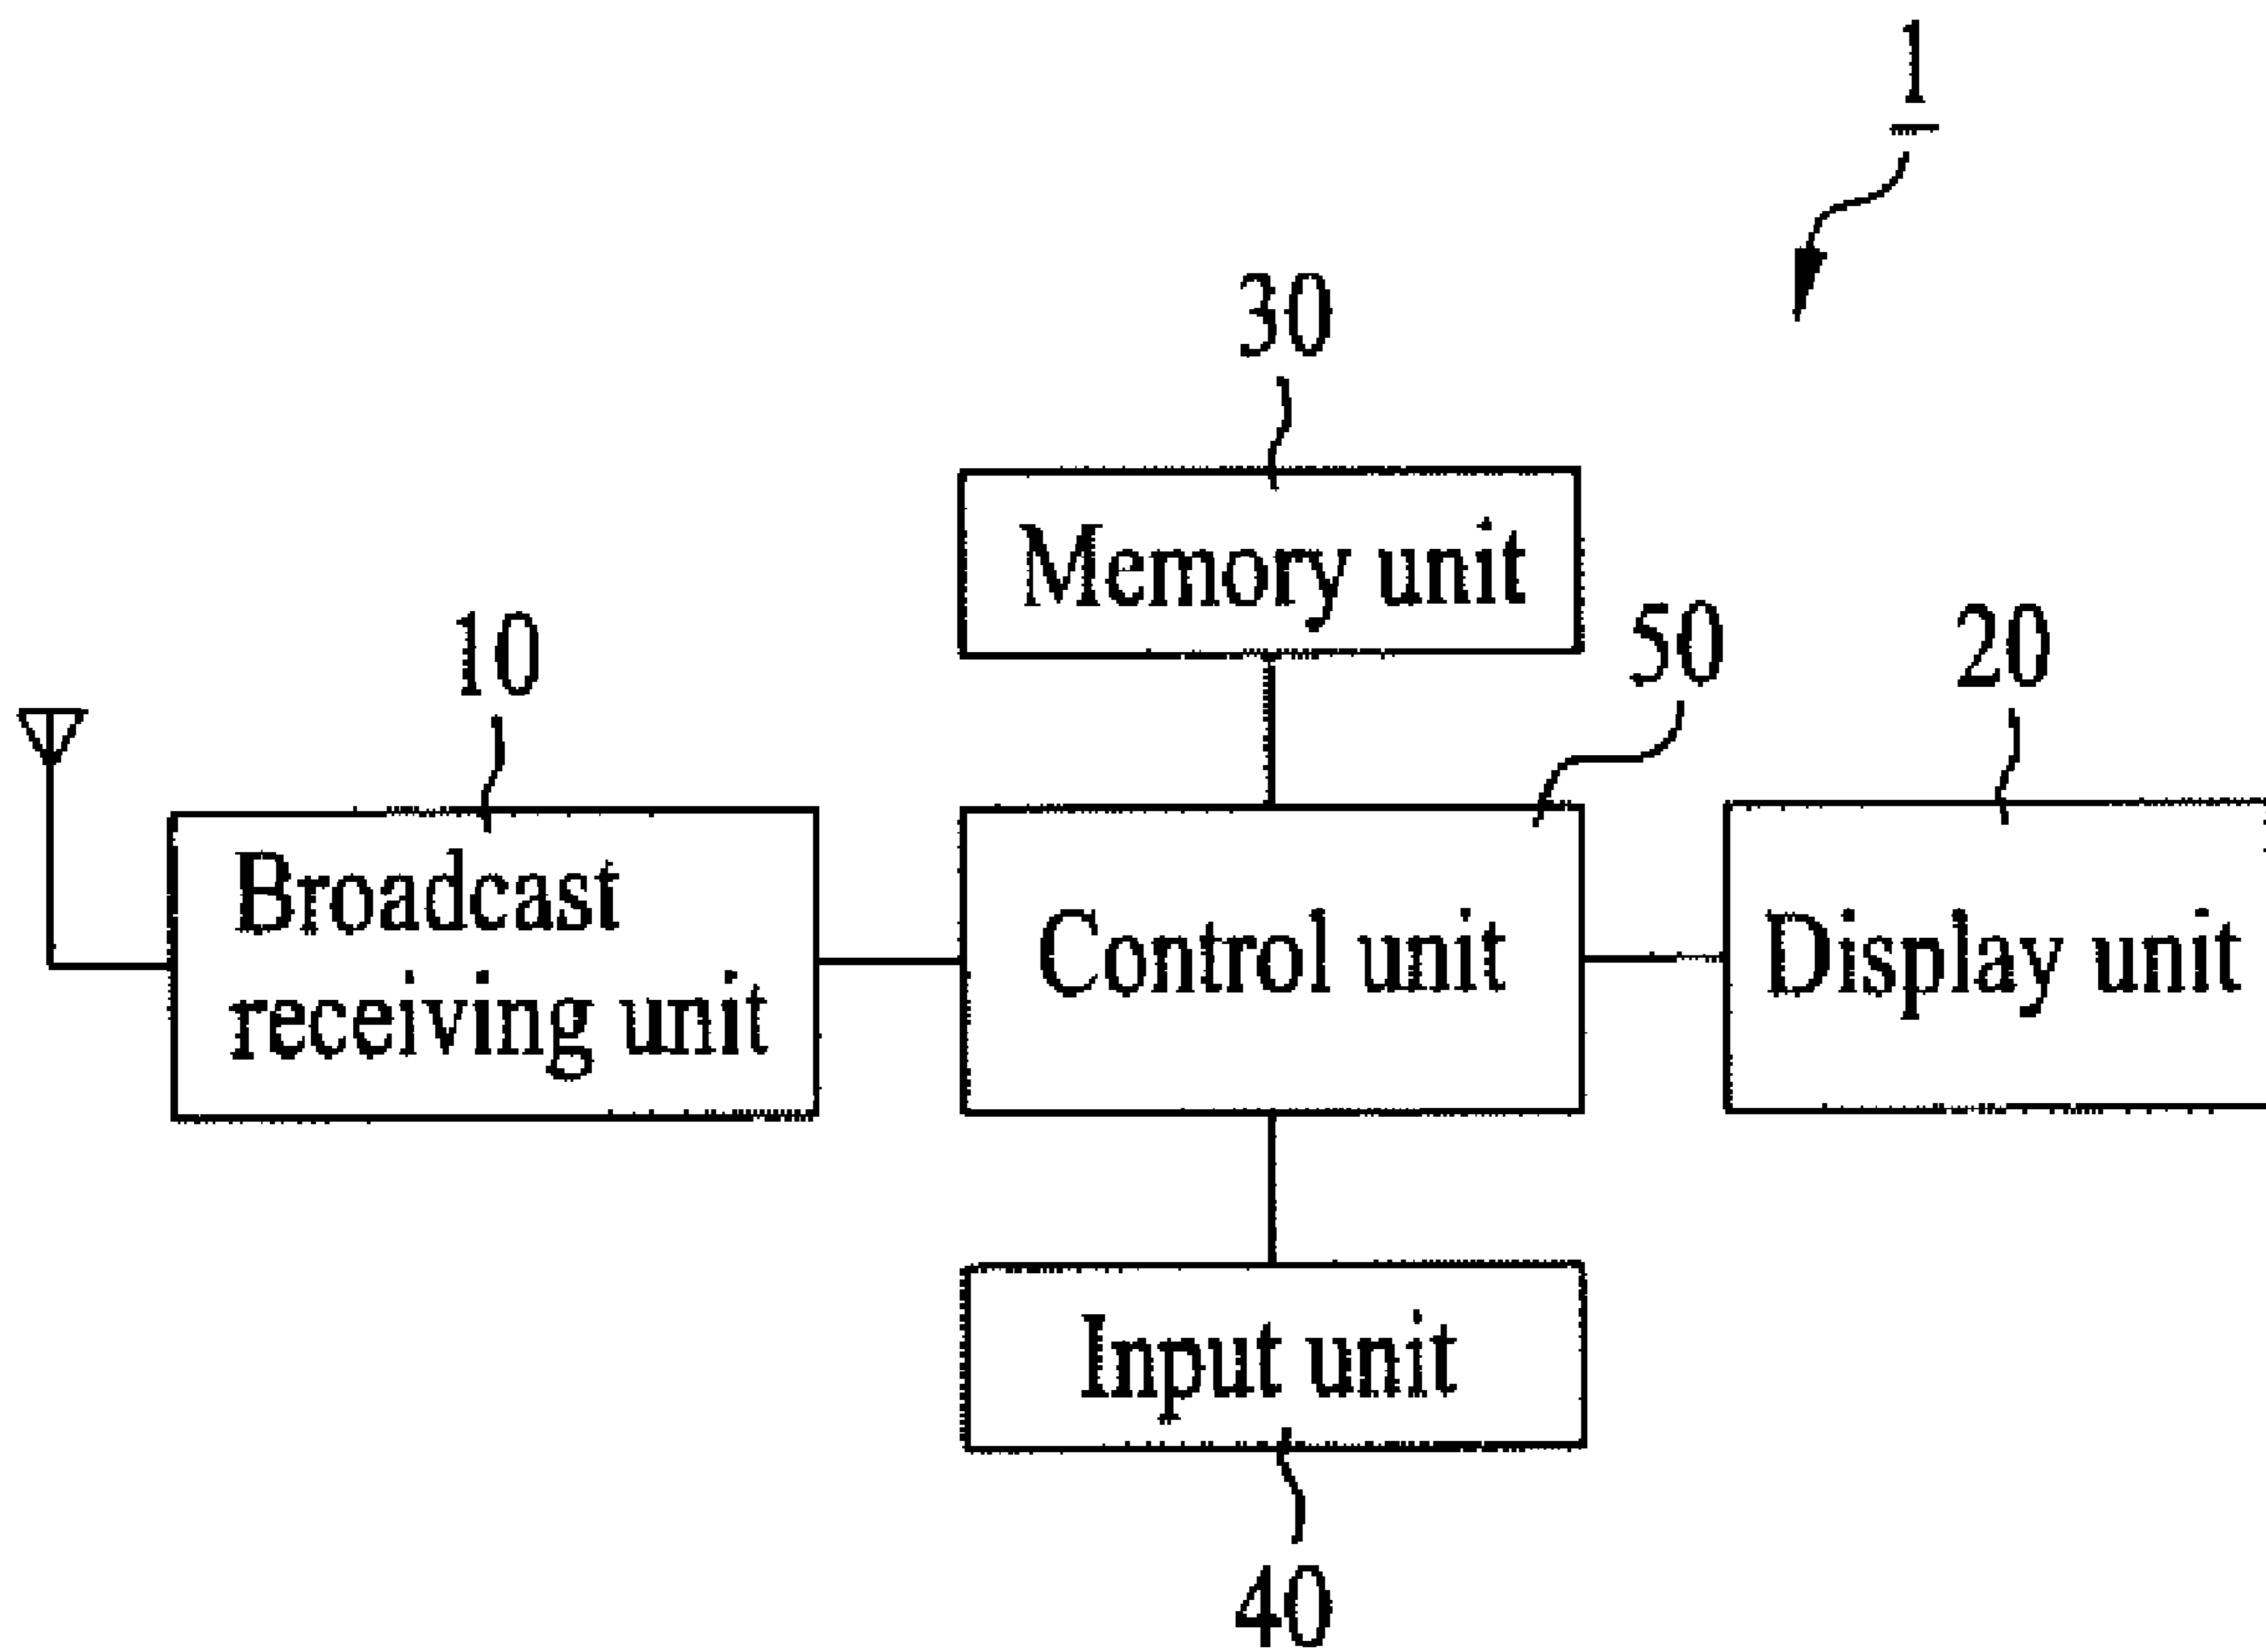 1
30
Memory unit
10
50
20
Broadcast
receiving unit
Control unit
Display unit
Input unit
40